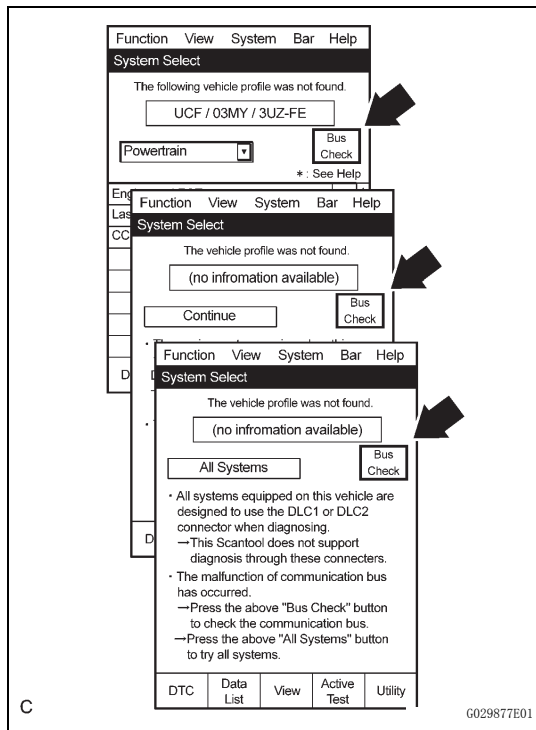 Function View System Bar Help
System Select
The following vehicle profile was not found.
UCF / 03MY / 3UZ-FE
Powertrain
Bus
Check
* : See Help
Las
CC
D
Function View System Bar Help
System Select
The vehicle profile was not found.
(no infromation available)
Continue
Bus
Check
D
Function View System Bar Help
System Select
The vehicle profile was not found.
(no infromation available)
All Systems
Bus
Check
・All systems equipped on this vehicle are
designed to use the DLC1 or DLC2
connector when diagnosing.
→This Scantool does not support
diagnosis through these connecters.
・The malfunction of communication bus
has occurred.
→Press the above "Bus Check" button
to check the communication bus.
→Press the above "All Systems" button
to try all systems.
DTC Data List View Active Test Utility
C
G029877E01